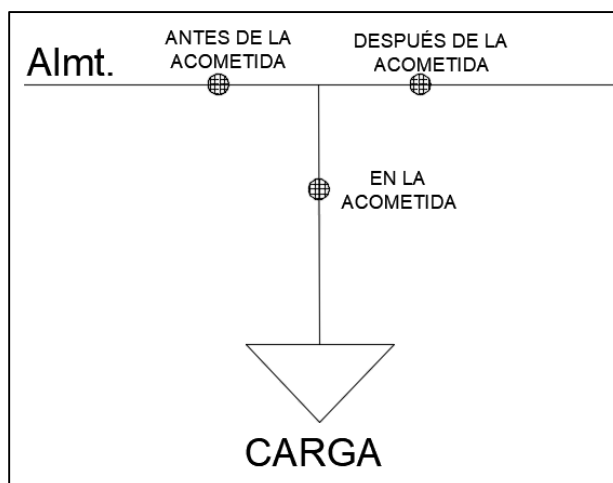 Almt.
ANTES DE LA
ACOMETIDA
DESPUÉS DE LA
ACOMETIDA
EN LA
ACOMETIDA
CARGA